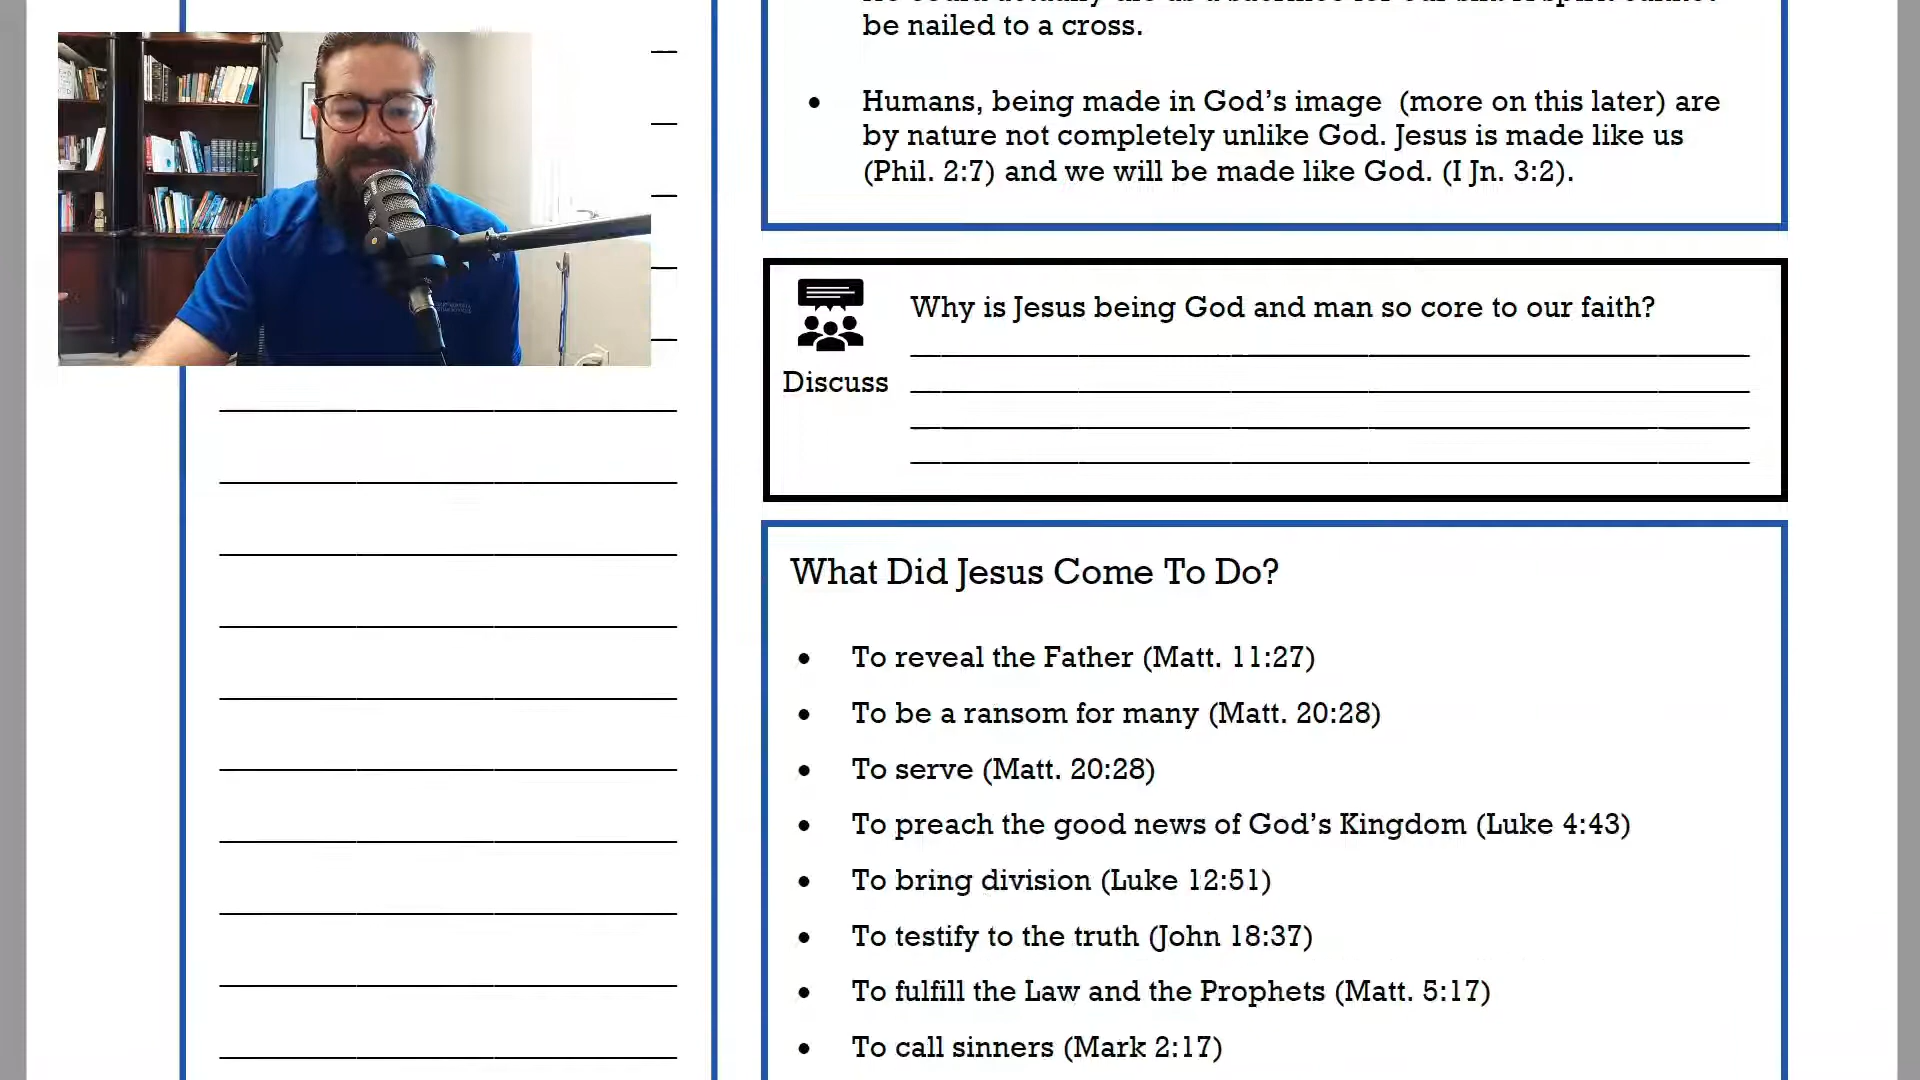 be nailed to a cross.
Humans, being made in God's image (more on this later) are
by nature not completely unlike God. Jesus is made like us
(Phil. 2:7) and we will be made like God. (I Jn. 3:2).
Why is Jesus being God and man so core to our faith?
Discuss
What Did Jesus Come To Do?
To reveal the Father (Matt. 11:27)
To be a ransom for many (Matt. 20:28)
To serve (Matt. 20:28)
To preach the good news of God's Kingdom (Luke 4:43)
To bring division (Luke 12:51)
To testify to the truth (John 18:37)
To fulfill the Law and the Prophets (Matt. 5:17)
To call sinners (Mark 2:17)